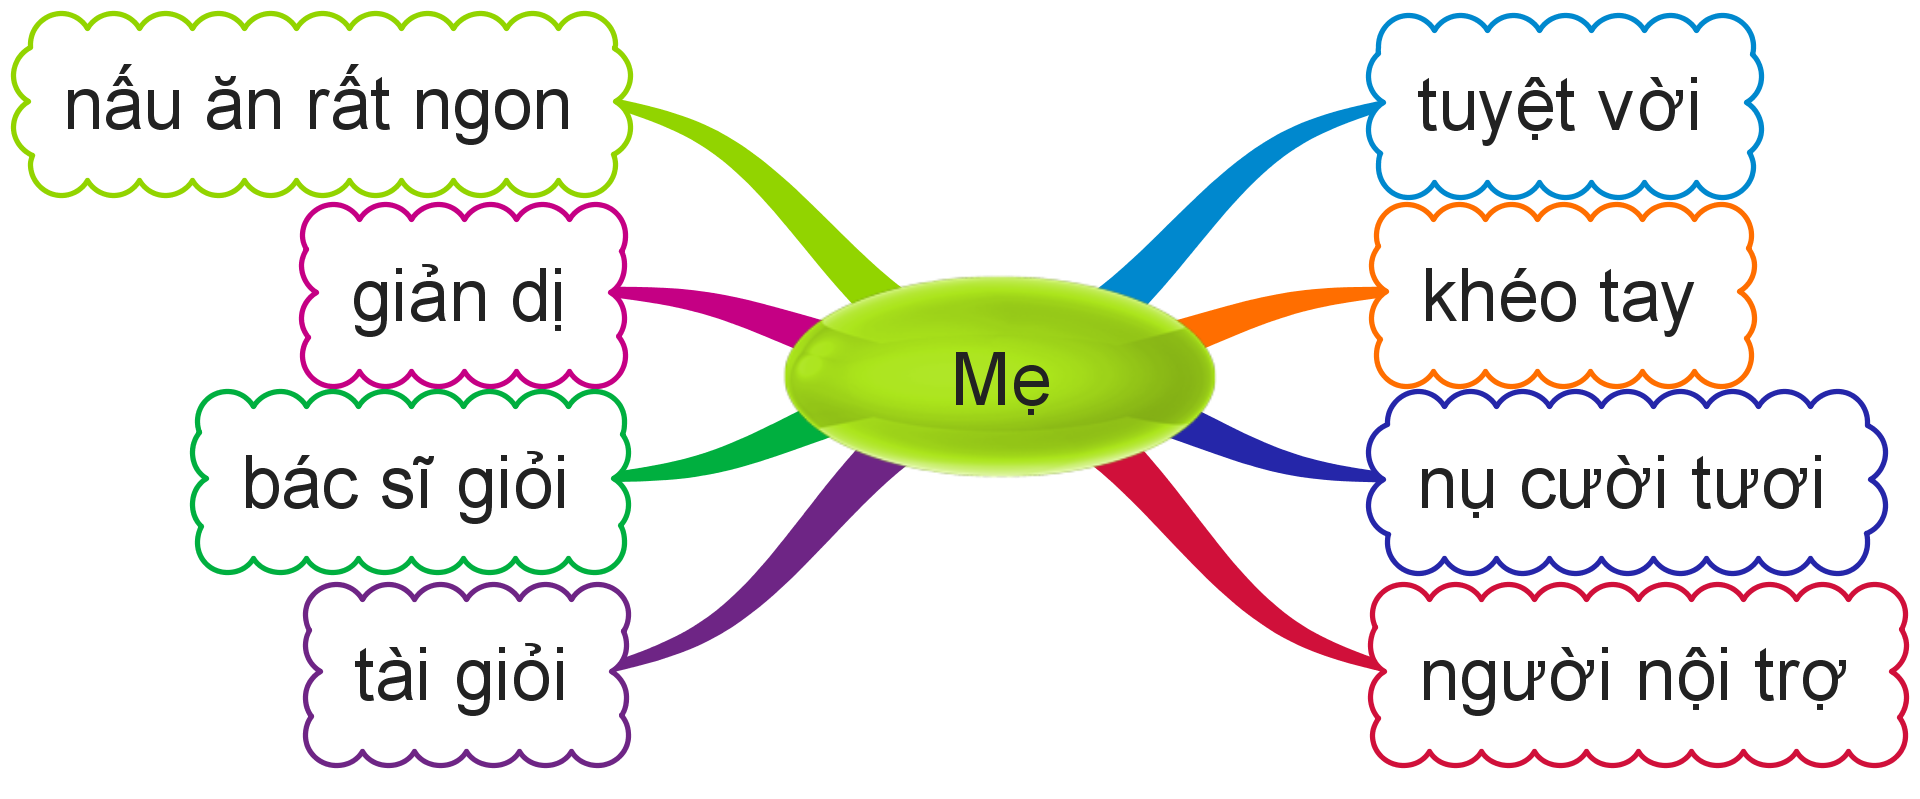 nấu ăn rất ngon
giản dị
bác sĩ giỏi
tài giỏi
Mẹ
tuyệt vời
khéo tay
nụ cười tươi
người nội trợ